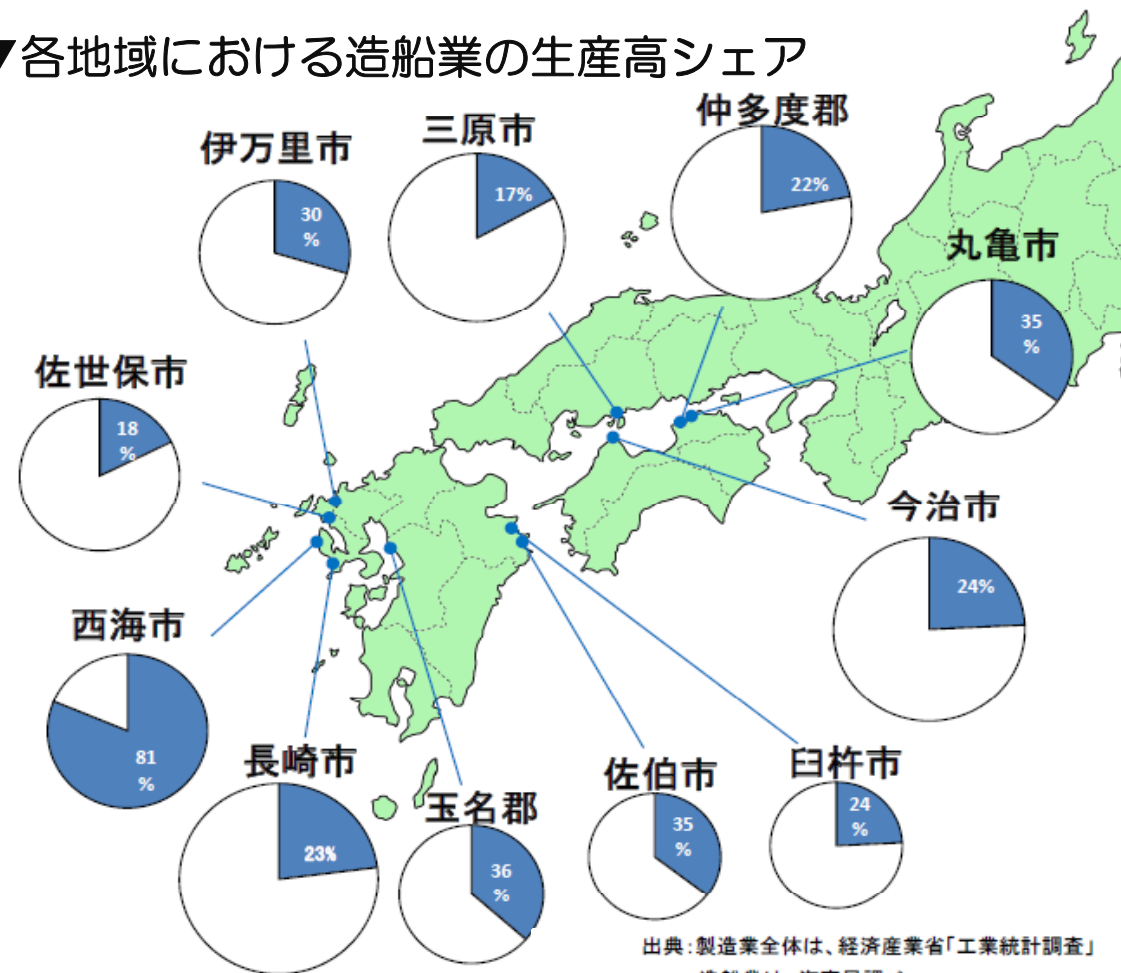 ▼各地域における造船業の生産高シェア
伊万里市
30
%
三原市
17%
仲多度郡
22%
丸亀市
35
%
佐世保市
18
%
今治市
24%
西海市
81
%
長崎市
23%
玉名郡
36
%
佐伯市
35
%
臼杵市
24
%
出典:製造業全体は、経済産業省「工業統計調査」